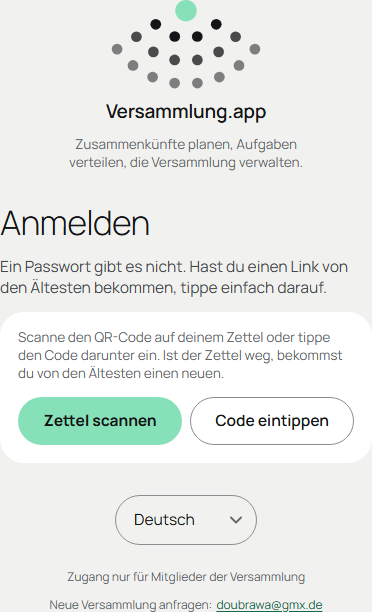 Versammlung.app
Zusammenkünfte planen, Aufgaben
verteilen, die Versammlung verwalten.
Anmelden
Ein Passwort gibt es nicht. Hast du einen Link von
den Ältesten bekommen, tippe einfach darauf.
Scanne den QR-Code auf deinem Zettel oder tippe
den Code darunter ein. Ist der Zettel weg, bekommst
du von den Ältesten einen neuen.
Zettel scannen
Code eintippen
Deutsch
Zugang nur für Mitglieder der Versammlung
Neue Versammlung anfragen: doubrawa@gmx.de